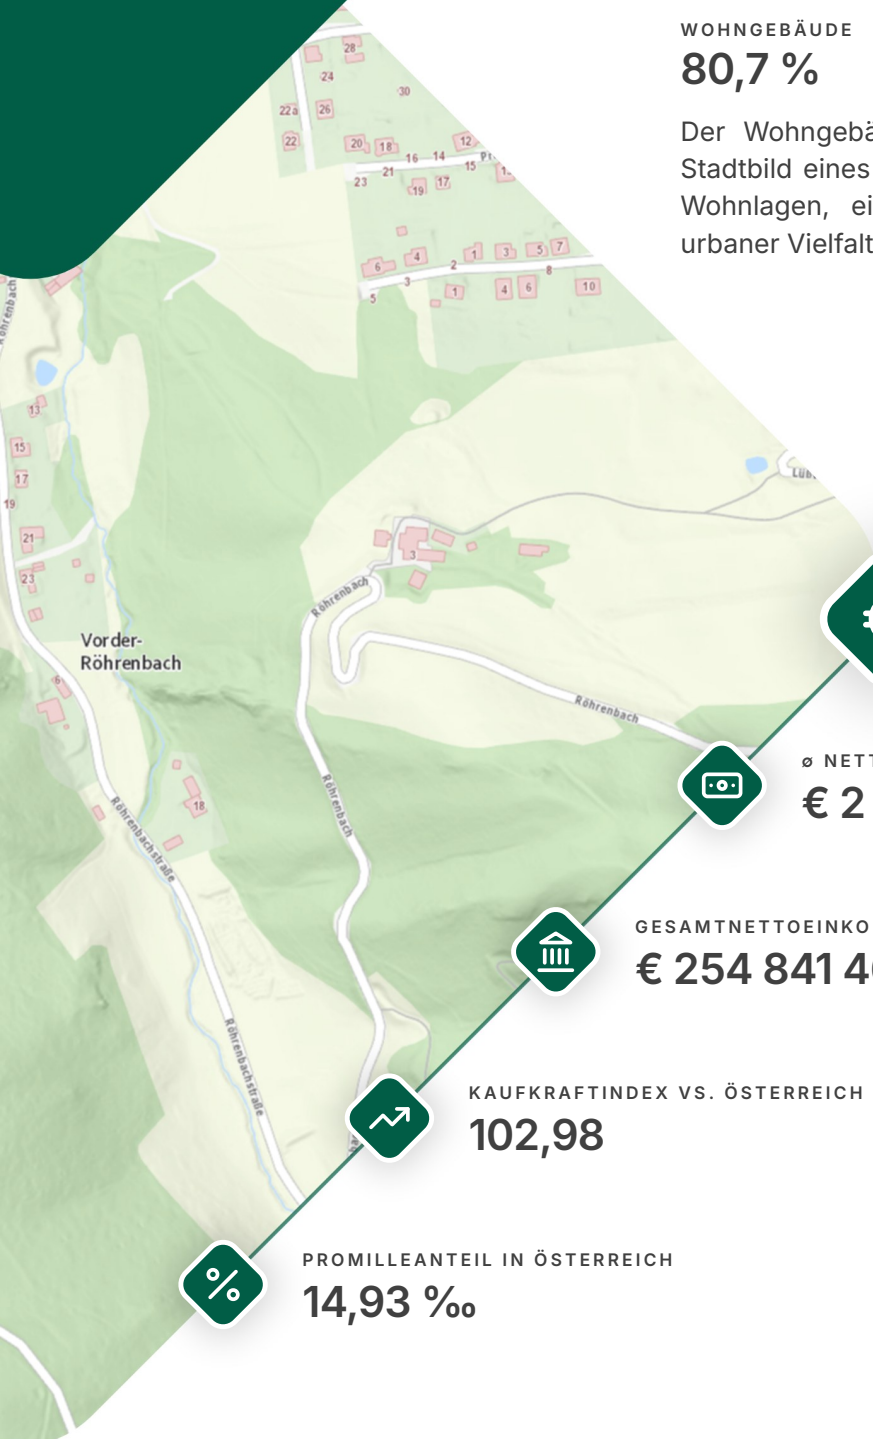 WOHNGEBÄUDE
80,7 %
Der Wohngebä
Stadtbild eines
Wohnlagen, ei
urbaner Vielfalt
28
24
30
22a
26
22
20
18
16
14
12
23
21
19
17
15
6
4
2
1
3
5
7
8
5
3
1
4
6
10
Röhrenbach
13
15
17
19
21
23
3
Röhrenbach
Vorder-
Röhrenbach
6
Röhrenbach
Röhrenbach
18
Röhrenbachstraße
ø NETT
€ 2
GESAMTNETTOEINKO
€ 254 841 4
Röhrenbachstraße
KAUFKRAFTINDEX VS. ÖSTERREICH
102,98
PROMILLEANTEIL IN ÖSTERREICH
14,93 ‰